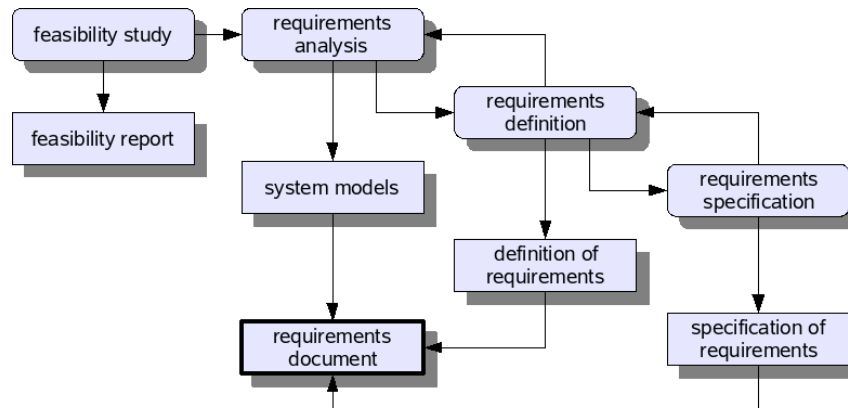 feasibility study
requirements
analysis
feasibility report
requirements
definition
system models
requirements
specification
definition of
requirements
requirements
document
specification of
requirements